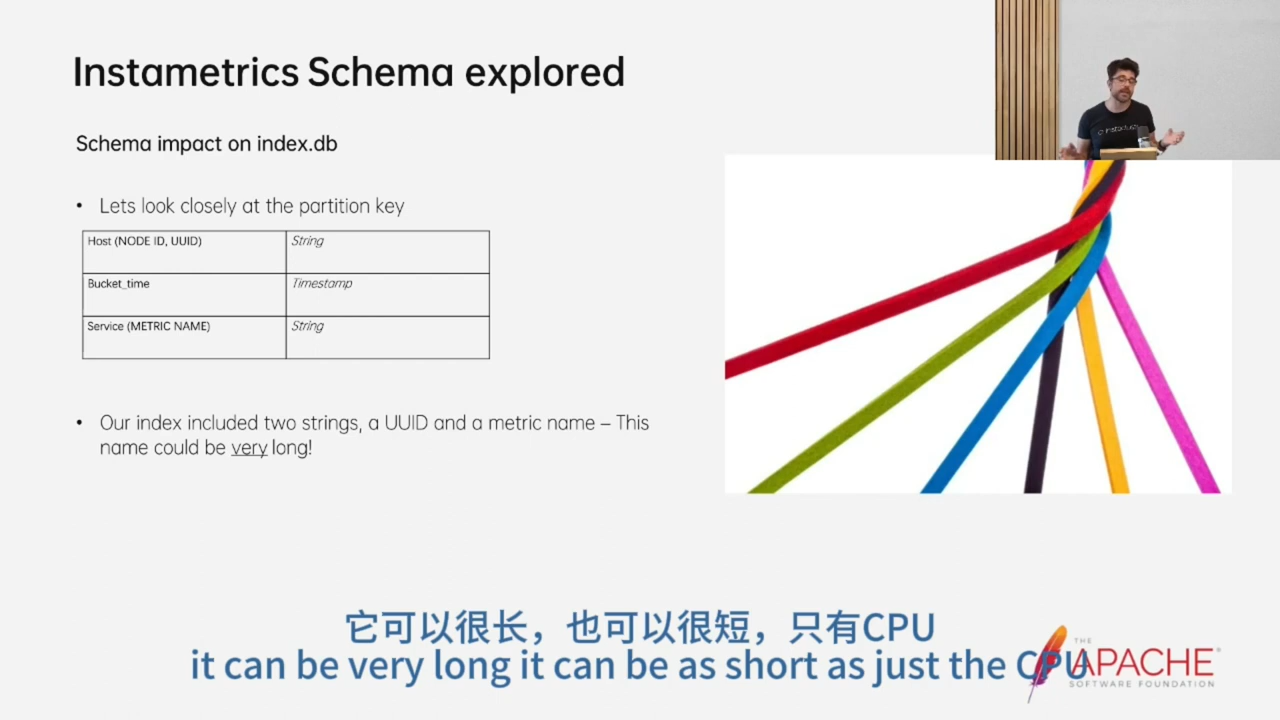 Instametrics Schema explored
Schema impact on index.db
• Lets look closely at the partition key
Host (NODE ID, UUID) String
Bucket_time Timestamp
Service (METRIC NAME) String
• Our index included two strings, a UUID and a metric name – This
name could be very long!
它可以很长，也可以很短，只有CPU
it can be very long it can be as short as just the CPU
THE
APACHE
SOFTWARE FOUNDATION